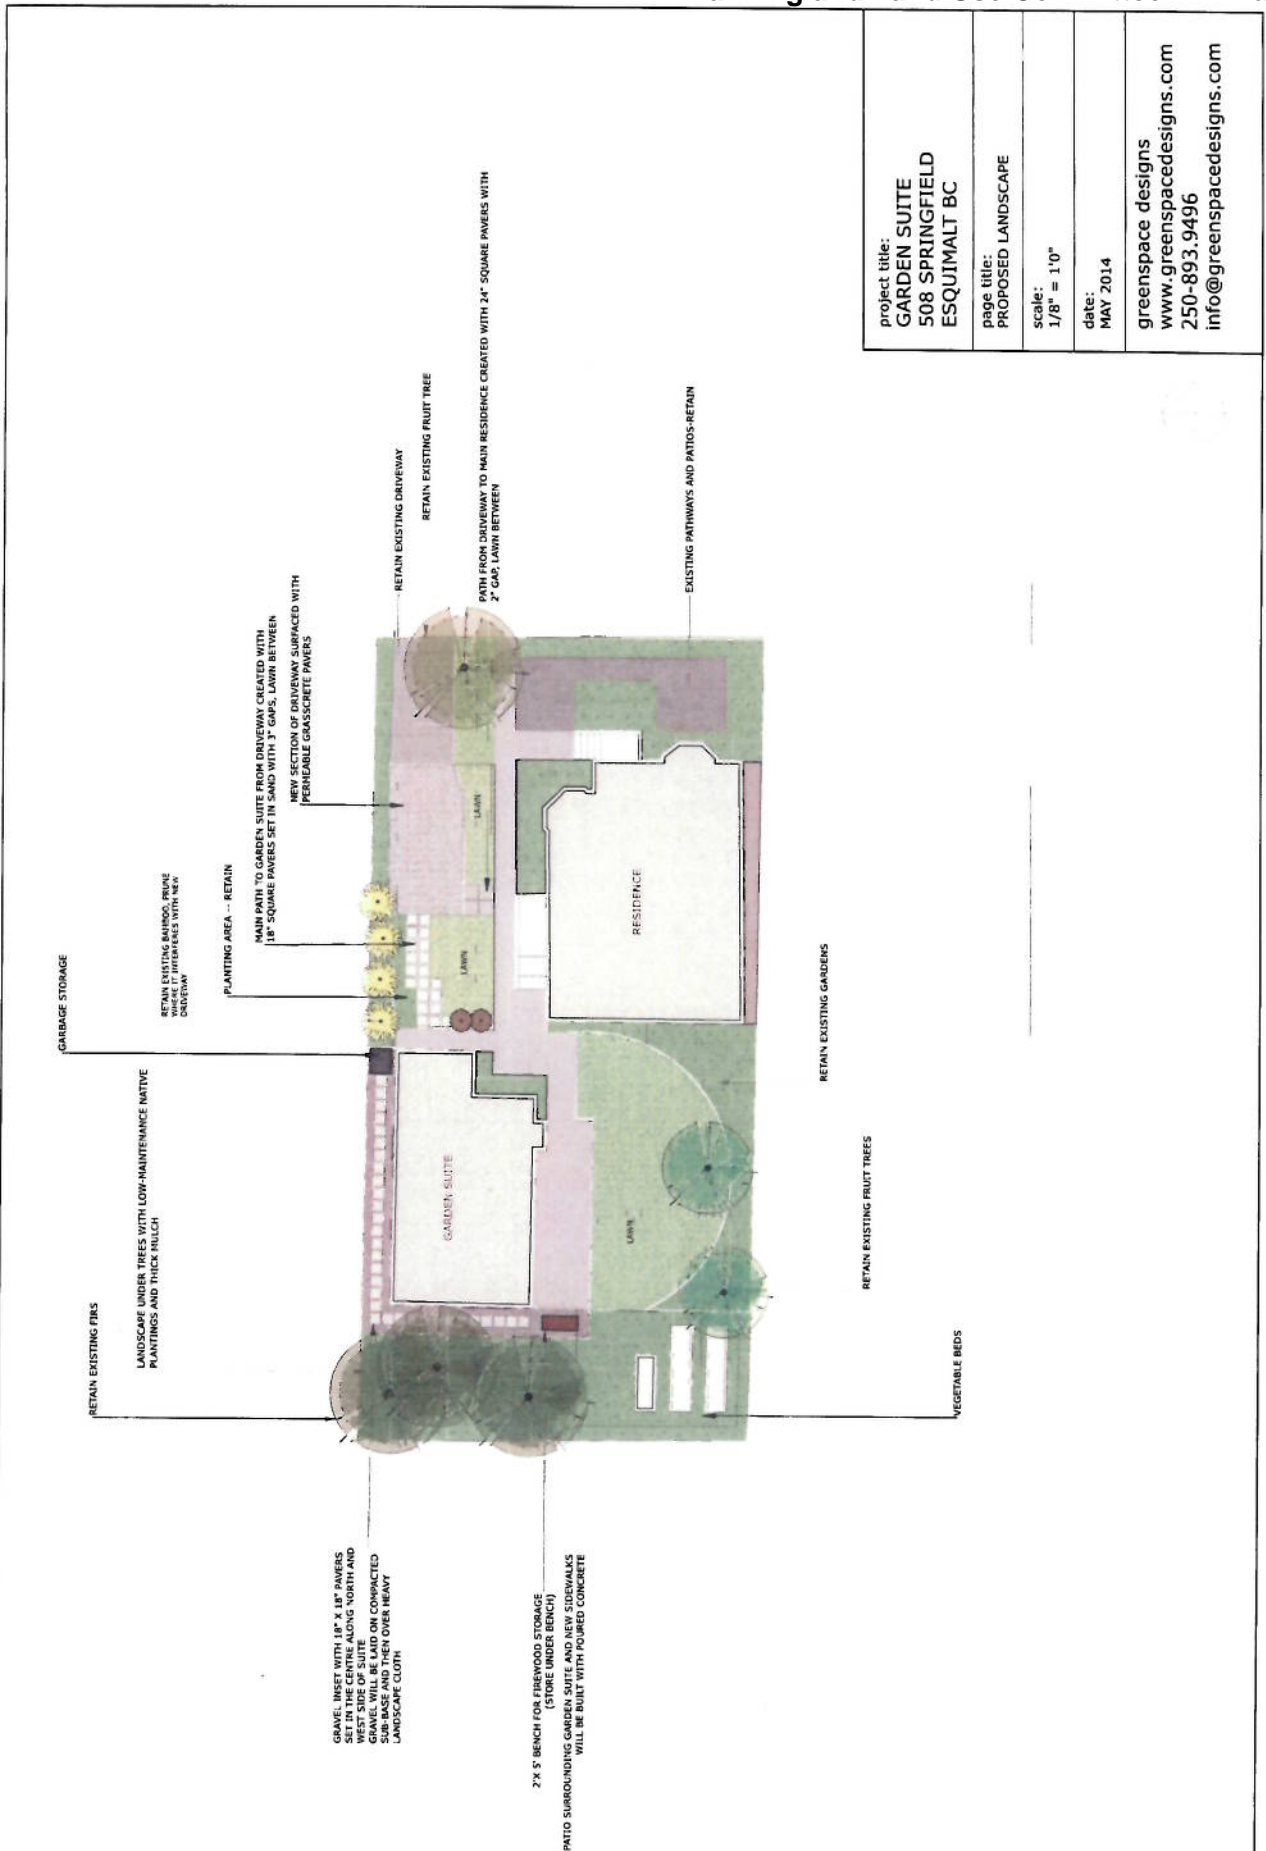 GARBAGE STORAGE
RETAIN EXISTING BAMBOO, PRUNE
WHERE IT INTERFERES WITH NEW
DRIVEWAY
PLANTING AREA -- RETAIN
MAIN PATH TO GARDEN SUITE FROM DRIVEWAY CREATED WITH
18" SQUARE PAVERS SET IN SAND WITH 3" GAPS, LAWN BETWEEN
NEW SECTION OF DRIVEWAY SURFACED WITH
PERMEABLE GRASSCRETE PAVERS
RETAIN EXISTING DRIVEWAY
RETAIN EXISTING FRUIT TREE
PATH FROM DRIVEWAY TO MAIN RESIDENCE CREATED WITH 24" SQUARE PAVERS WITH
2" GAP, LAWN BETWEEN
EXISTING PATHWAYS AND PATIOS-RETAIN
RETAIN EXISTING FIRS
LANDSCAPE UNDER TREES WITH LOW-MAINTENANCE NATIVE
PLANTINGS AND THICK MULCH
GRAVEL INSET WITH 18" X 18" PAVERS
SET IN THE CENTRE ALONG NORTH AND
WEST SIDE OF SUITE
GRAVEL WILL BE LAID ON COMPACTED
SUB-BASE AND THEN OVER HEAVY
LANDSCAPE CLOTH
2'X 5' BENCH FOR FIREWOOD STORAGE
(STORE UNDER BENCH)
PATIO SURROUNDING GARDEN SUITE AND NEW SIDEWALKS
WILL BE BUILT WITH POURED CONCRETE
GARDEN SUITE
LAWN
LAWN
LAWN
RESIDENCE
RETAIN EXISTING GARDENS
RETAIN EXISTING FRUIT TREES
VEGETABLE BEDS
project title:
GARDEN SUITE
508 SPRINGFIELD
ESQUIMALT BC
page title:
PROPOSED LANDSCAPE
scale:
1/8" = 1'0"
date:
MAY 2014
greenspace designs
www.greenspacedesigns.com
250-893.9496
info@greenspacedesigns.com